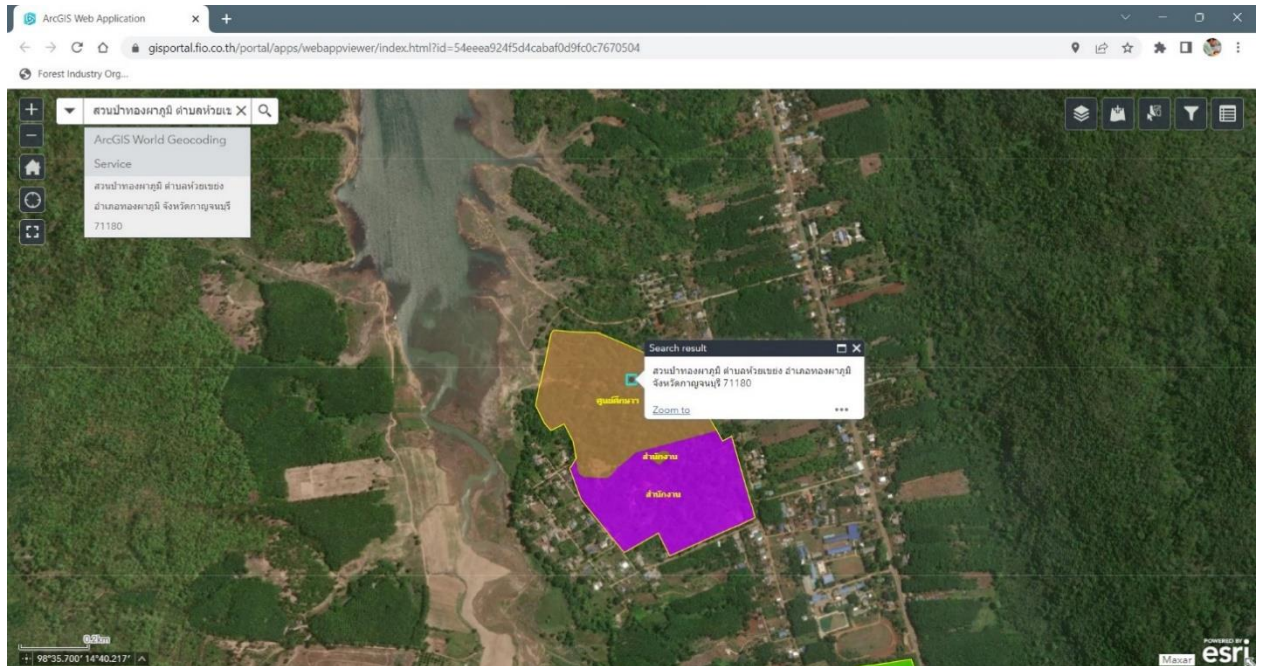 ArcGIS Web Application
gisportal.fio.co.th/portal/apps/webappviewer/index.html?id=54eeea924f5d4cabaf0d9fc0c7670504
Forest Industry Org...
สวนป่าทองผาภูมิ ตำบลห้วยเข
ArcGIS World Geocoding
Service
สวนป่าทองผาภูมิ ตำบลห้วยเขย่ง
อำเภอทองผาภูมิ จังหวัดกาญจนบุรี
71180
Search result
สวนป่าทองผาภูมิ ตำบลห้วยเขย่ง อำเภอทองผาภูมิ
จังหวัดกาญจนบุรี 71180
Zoom to
สำนักงาน
สำนักงาน
0.2km
98°35.700' 14°40.217'
Maxar
POWERED BY
esri